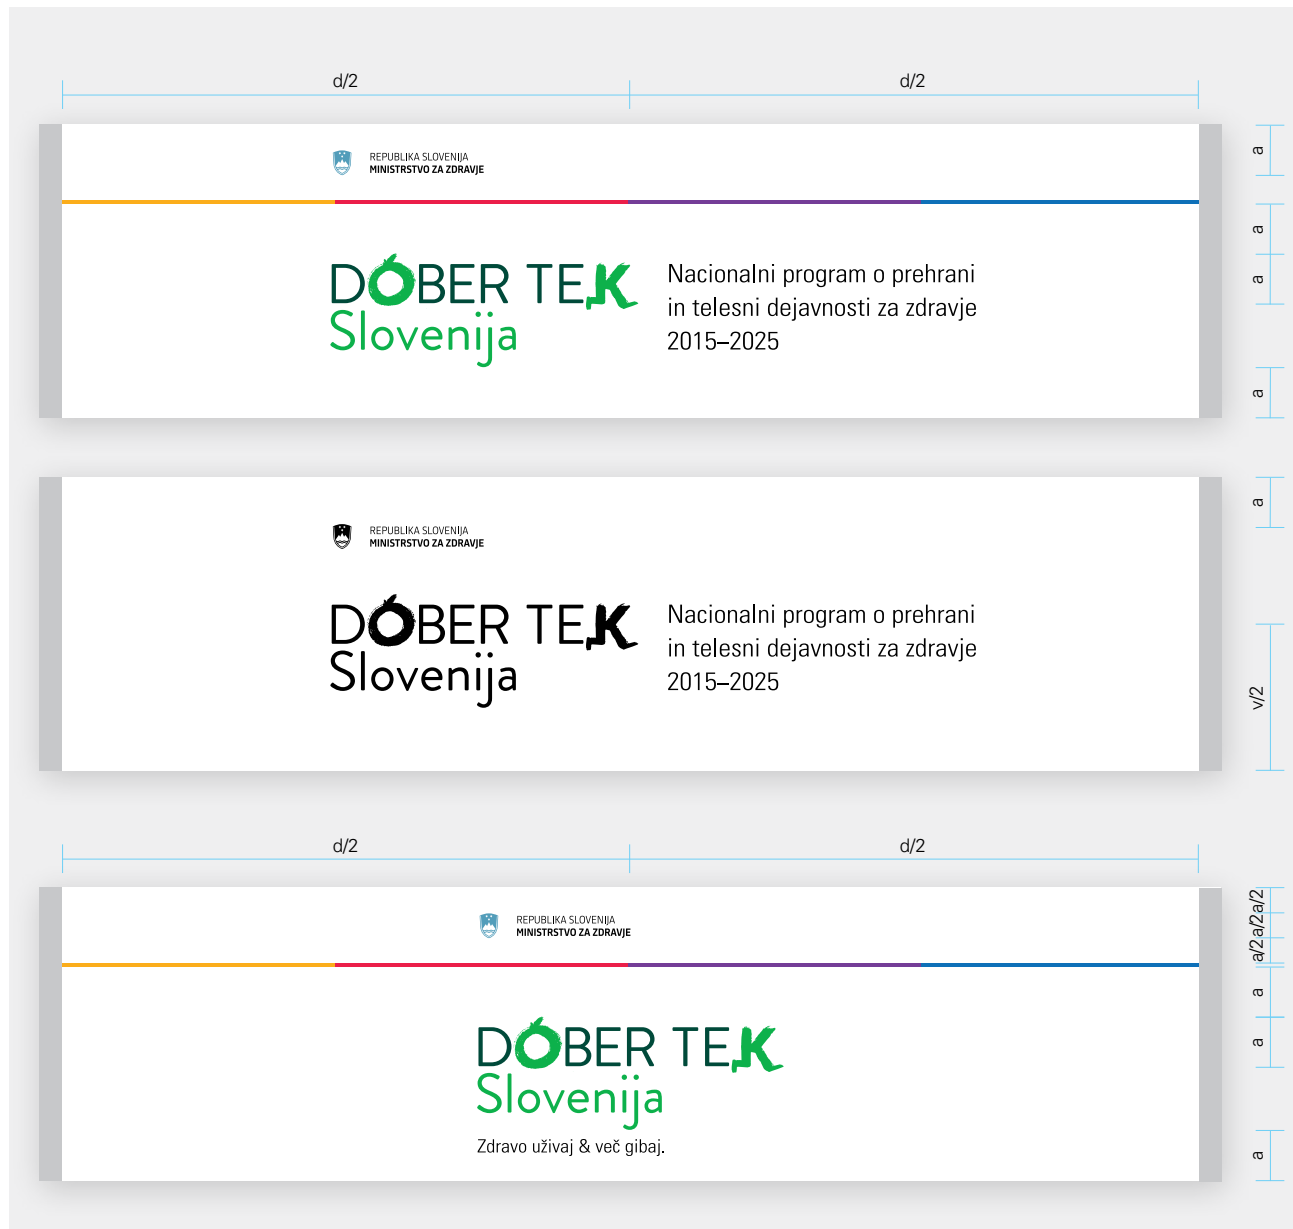 d/2 d/2
REPUBLIKA SLOVENIJA
MINISTRSTVO ZA ZDRAVJE
DOBER TEK
Slovenija
Nacionalni program o prehrani
in telesni dejavnosti za zdravje
2015–2025
a
a
a
a
REPUBLIKA SLOVENIJA
MINISTRSTVO ZA ZDRAVJE
DOBER TEK
Slovenija
Nacionalni program o prehrani
in telesni dejavnosti za zdravje
2015–2025
a
v/2
d/2 d/2
REPUBLIKA SLOVENIJA
MINISTRSTVO ZA ZDRAVJE
DOBER TEK
Slovenija
Zdravo uživaj & več gibaj.
a/2
a/2
a/2
a
a
a